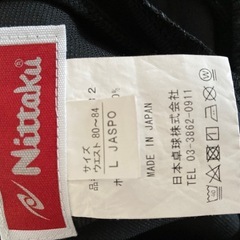 Nittaku
サイズ
ウエスト 80~84
L JASPO
MADE IN JAPAN
日本卓球株式会社
TEL 03-3862-0911